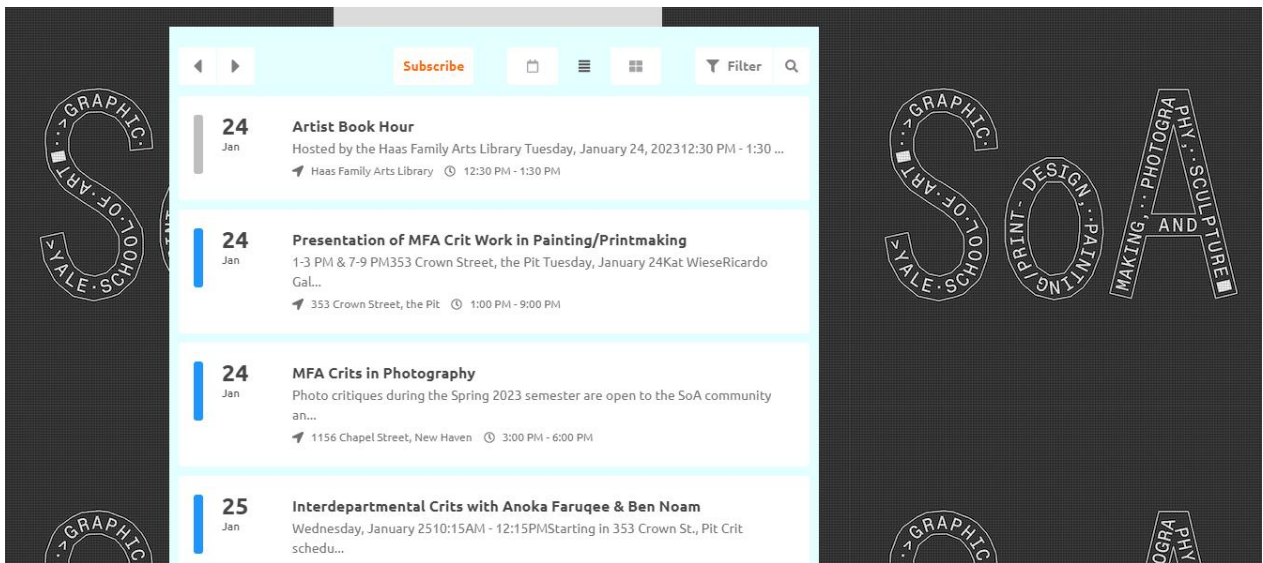 Subscribe
Filter
24
Jan
Artist Book Hour
Hosted by the Haas Family Arts Library Tuesday, January 24, 202312:30 PM - 1:30 ...
Haas Family Arts Library 12:30 PM - 1:30 PM
24
Jan
Presentation of MFA Crit Work in Painting/Printmaking
1-3 PM & 7-9 PM353 Crown Street, the Pit Tuesday, January 24Kat WieseRicardo
Gal...
353 Crown Street, the Pit 1:00 PM - 9:00 PM
24
Jan
MFA Crits in Photography
Photo critiques during the Spring 2023 semester are open to the SoA community
an...
1156 Chapel Street, New Haven 3:00 PM - 6:00 PM
25
Jan
Interdepartmental Crits with Anoka Faruqee & Ben Noam
Wednesday, January 2510:15AM - 12:15PMStarting in 353 Crown St., Pit Crit
schedu...
>GRAPHIC.
LOOHOS
ART.OF.
>YALE.SCHOOL.OF.ART
>GRAPHIC.
>YALE.SCHOOL.OF.ART
DESIGN, PAINTING/PRINT-
MAKING, PHOTOGRAPHY, SCULPTURE
AND
>GRAPHIC
>GRAPHIC
OGRA
PHY